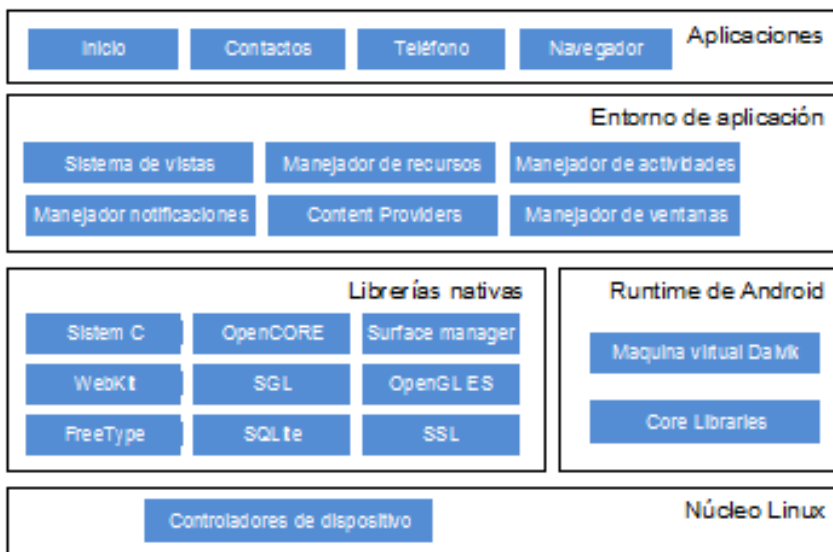 Aplicaciones
Inicio
Contactos
Teléfono
Navegador
Entorno de aplicación
Sistema de vistas
Manejador de recursos
Manejador de actividades
Manejador notificaciones
Content Providers
Manejador de ventanas
Librerías nativas
Sistem C
OpenCORE
Surface manager
WebKit
SGL
OpenGL ES
FreeType
SQLite
SSL
Runtime de Android
Maquina virtual Dalvik
Core Libraries
Núcleo Linux
Controladores de dispositivo